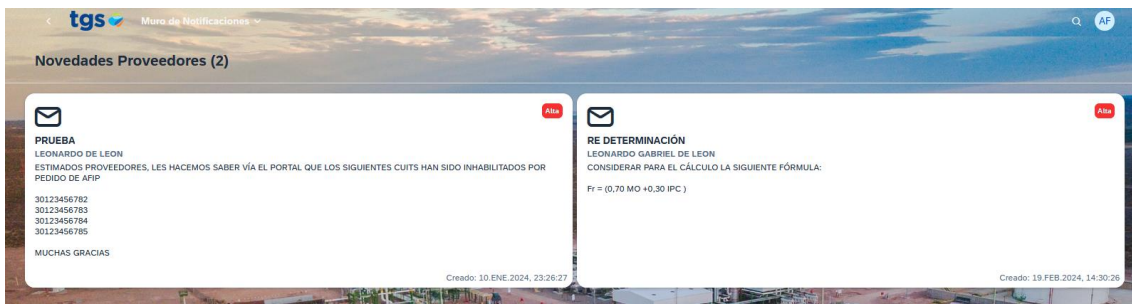 tgs
Muro de Notificaciones
AF
Novedades Proveedores (2)
Alta
PRUEBA
LEONARDO DE LEON
ESTIMADOS PROVEEDORES, LES HACEMOS SABER VÍA EL PORTAL QUE LOS SIGUIENTES CUITS HAN SIDO INHABILITADOS POR
PEDIDO DE AFIP
30123456782
30123456783
30123456784
30123456785
MUCHAS GRACIAS
Creado: 10.ENE.2024, 23:26:27
Alta
RE DETERMINACIÓN
LEONARDO GABRIEL DE LEON
CONSIDERAR PARA EL CÁLCULO LA SIGUIENTE FÓRMULA:
Fr = (0,70 MO +0,30 IPC )
Creado: 19.FEB.2024, 14:30:26